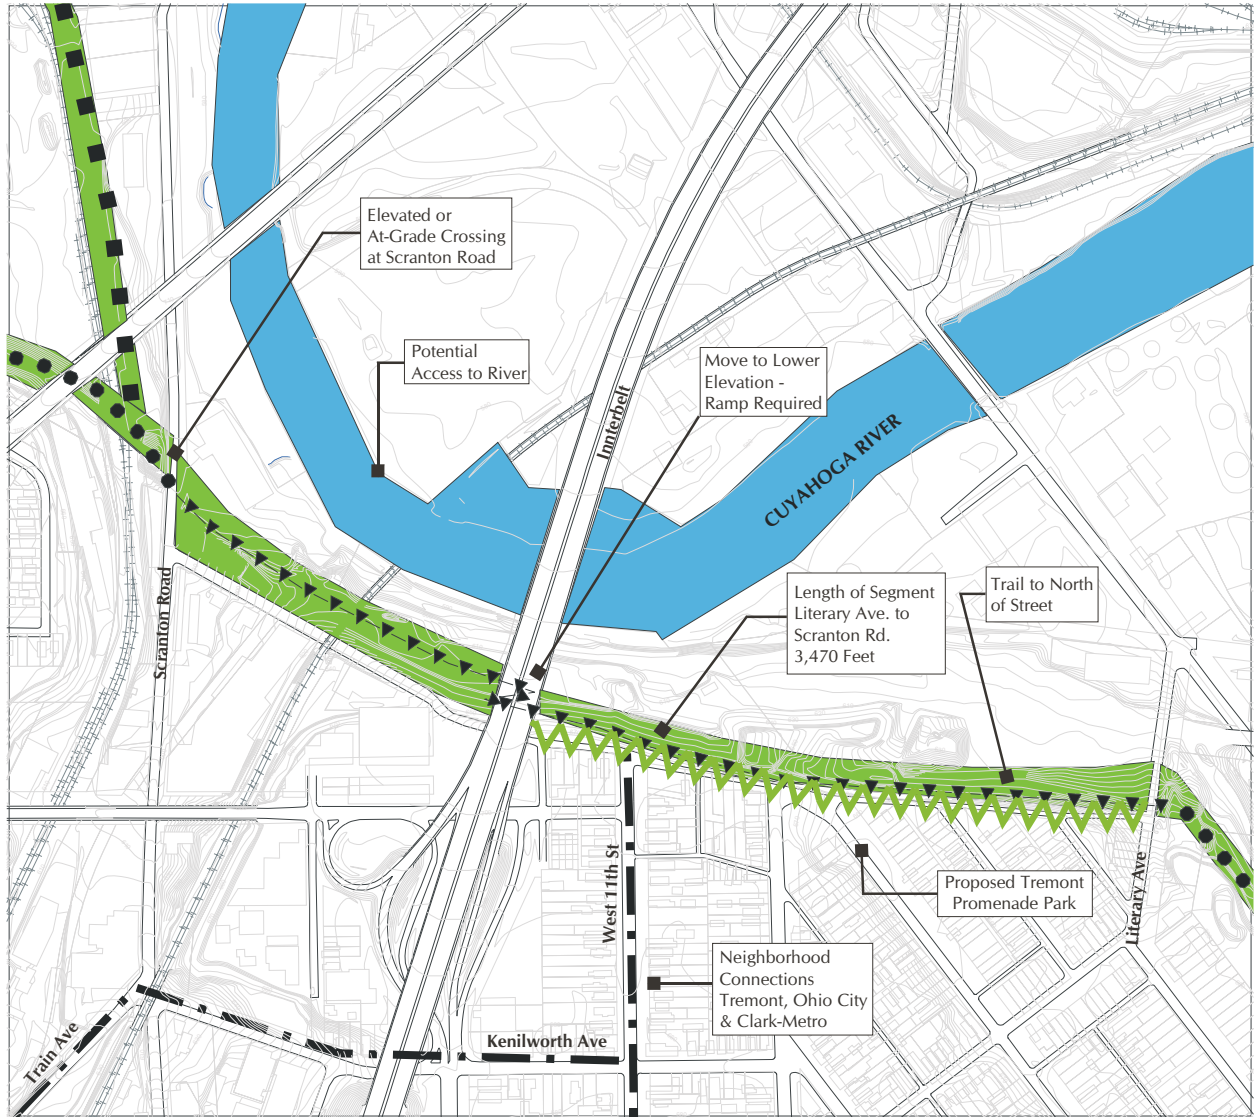 Elevated or
At-Grade Crossing
at Scranton Road
Potential
Access to River
Move to Lower
Elevation -
Ramp Required
Innterbelt
CUYAHOGA RIVER
Length of Segment
Literary Ave. to
Scranton Rd.
3,470 Feet
Trail to North
of Street
Scranton Road
West 11th St
Proposed Tremont
Promenade Park
Literary Ave
Neighborhood
Connections
Tremont, Ohio City
& Clark-Metro
Kenilworth Ave
Train Ave